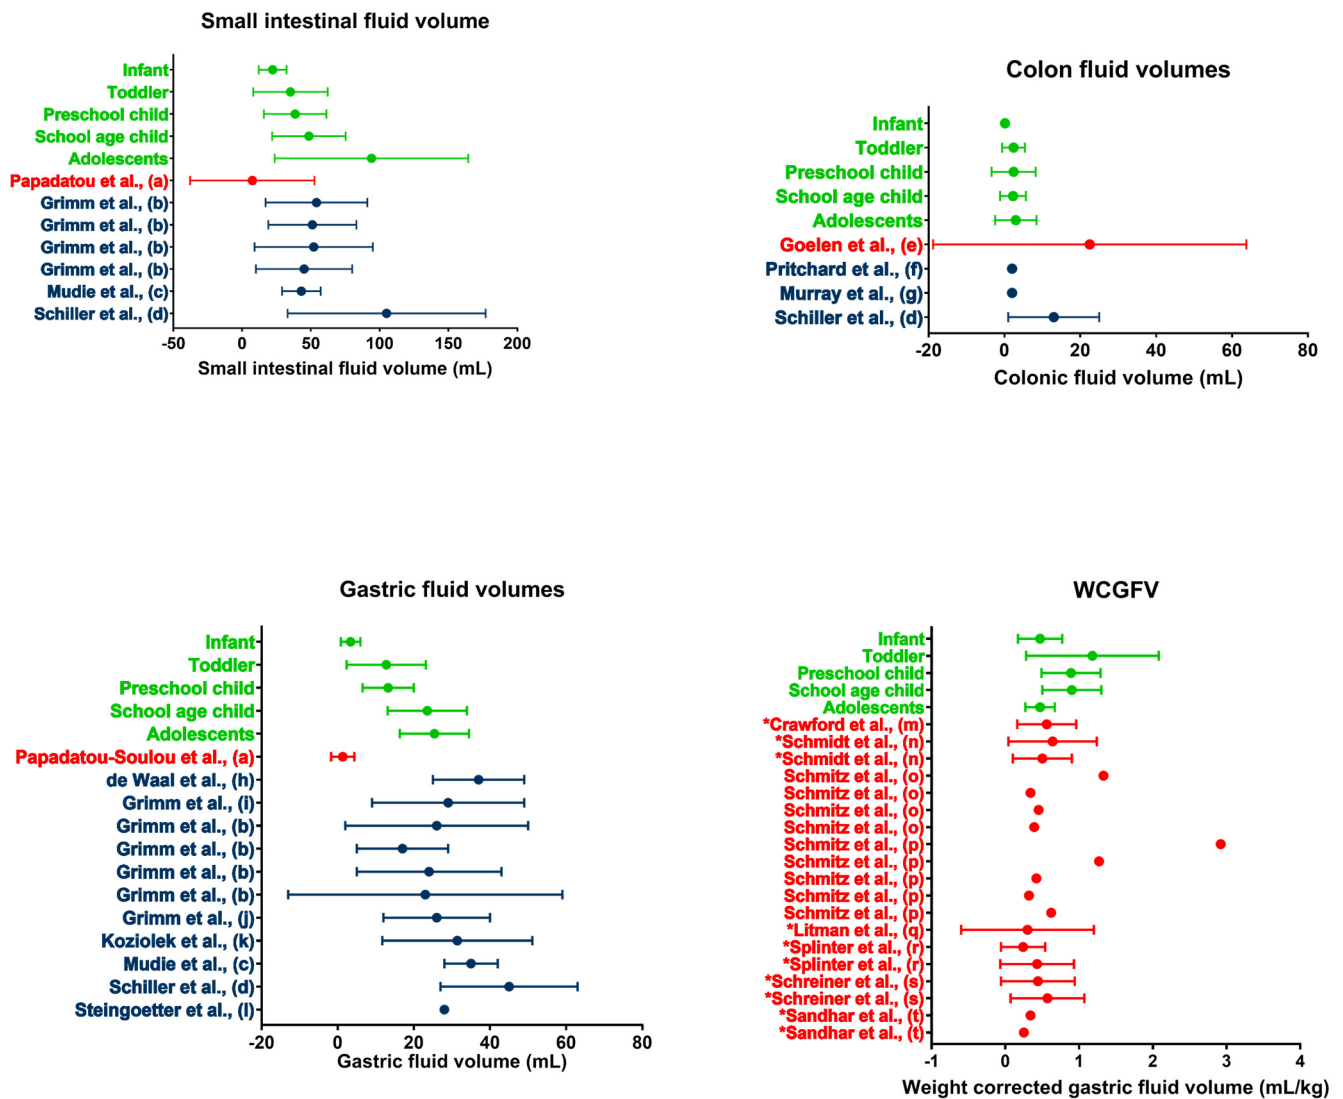 Small intestinal fluid volume
Infant
Toddler
Preschool child
School age child
Adolescents
Papadatou et al., (a)
Grimm et al., (b)
Grimm et al., (b)
Grimm et al., (b)
Grimm et al., (b)
Mudie et al., (c)
Schiller et al., (d)
-50 0 50 100 150 200
Small intestinal fluid volume (mL)
Colon fluid volumes
Infant
Toddler
Preschool child
School age child
Adolescents
Goelen et al., (e)
Pritchard et al., (f)
Murray et al., (g)
Schiller et al., (d)
-20 0 20 40 60 80
Colonic fluid volume (mL)
Gastric fluid volumes
Infant
Toddler
Preschool child
School age child
Adolescents
Papadatou-Soulou et al., (a)
de Waal et al., (h)
Grimm et al., (i)
Grimm et al., (b)
Grimm et al., (b)
Grimm et al., (b)
Grimm et al., (b)
Grimm et al., (j)
Koziolek et al., (k)
Mudie et al., (c)
Schiller et al., (d)
Steingoetter et al., (l)
-20 0 20 40 60 80
Gastric fluid volume (mL)
WCGFV
Infant
Toddler
Preschool child
School age child
Adolescents
*Crawford et al., (m)
*Schmidt et al., (n)
*Schmidt et al., (n)
Schmitz et al., (o)
Schmitz et al., (o)
Schmitz et al., (o)
Schmitz et al., (o)
Schmitz et al., (p)
Schmitz et al., (p)
Schmitz et al., (p)
Schmitz et al., (p)
Schmitz et al., (p)
*Litman et al., (q)
*Splinter et al., (r)
*Splinter et al., (r)
*Schreiner et al., (s)
*Schreiner et al., (s)
*Sandhar et al., (t)
*Sandhar et al., (t)
-1 0 1 2 3 4
Weight corrected gastric fluid volume (mL/kg)